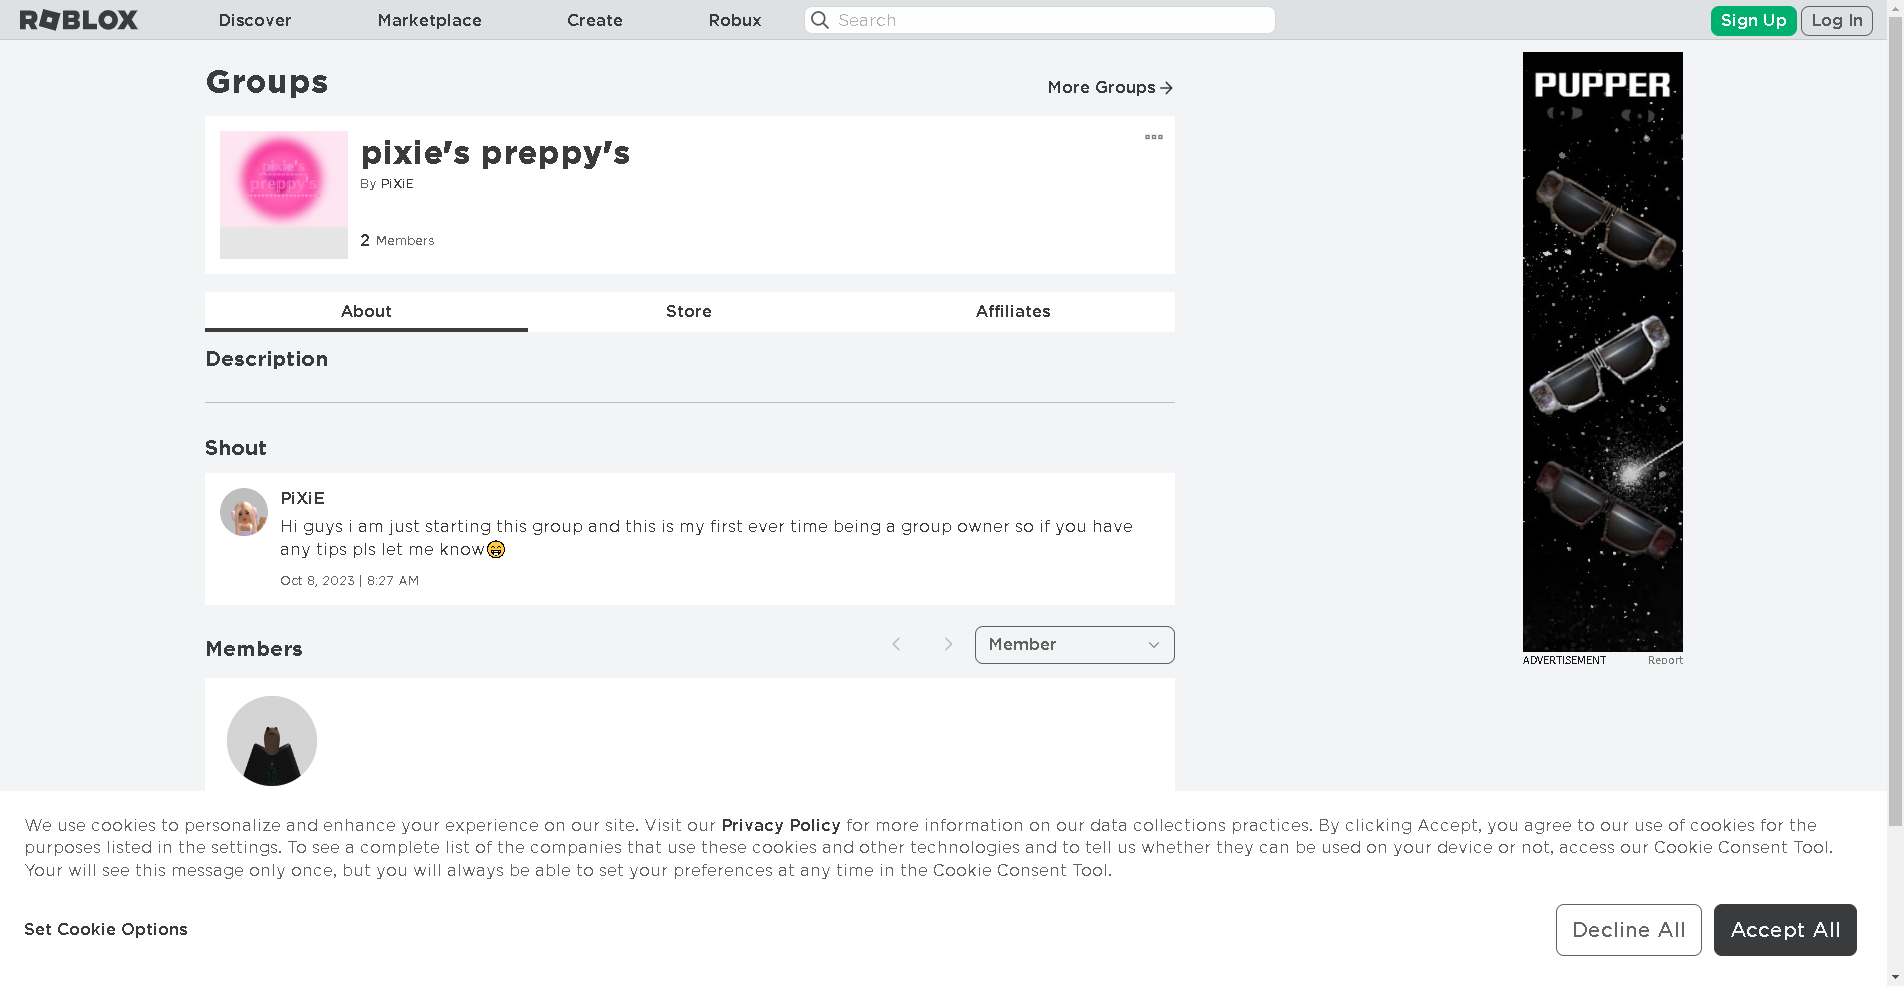 ROBLOX
Discover
Marketplace
Create
Robux
Search
Sign Up
Log In
Groups
More Groups
pixie's preppy's
pixie's preppy's
By PiXiE
2 Members
About
Store
Affiliates
Description
Shout
PiXiE
Hi guys i am just starting this group and this is my first ever time being a group owner so if you have
any tips pls let me know😁
Oct 8, 2023 | 8:27 AM
Members
Member
PUPPER
ADVERTISEMENT
Report
We use cookies to personalize and enhance your experience on our site. Visit our Privacy Policy for more information on our data collections practices. By clicking Accept, you agree to our use of cookies for the
purposes listed in the settings. To see a complete list of the companies that use these cookies and other technologies and to tell us whether they can be used on your device or not, access our Cookie Consent Tool.
Your will see this message only once, but you will always be able to set your preferences at any time in the Cookie Consent Tool.
Set Cookie Options
Decline All
Accept All